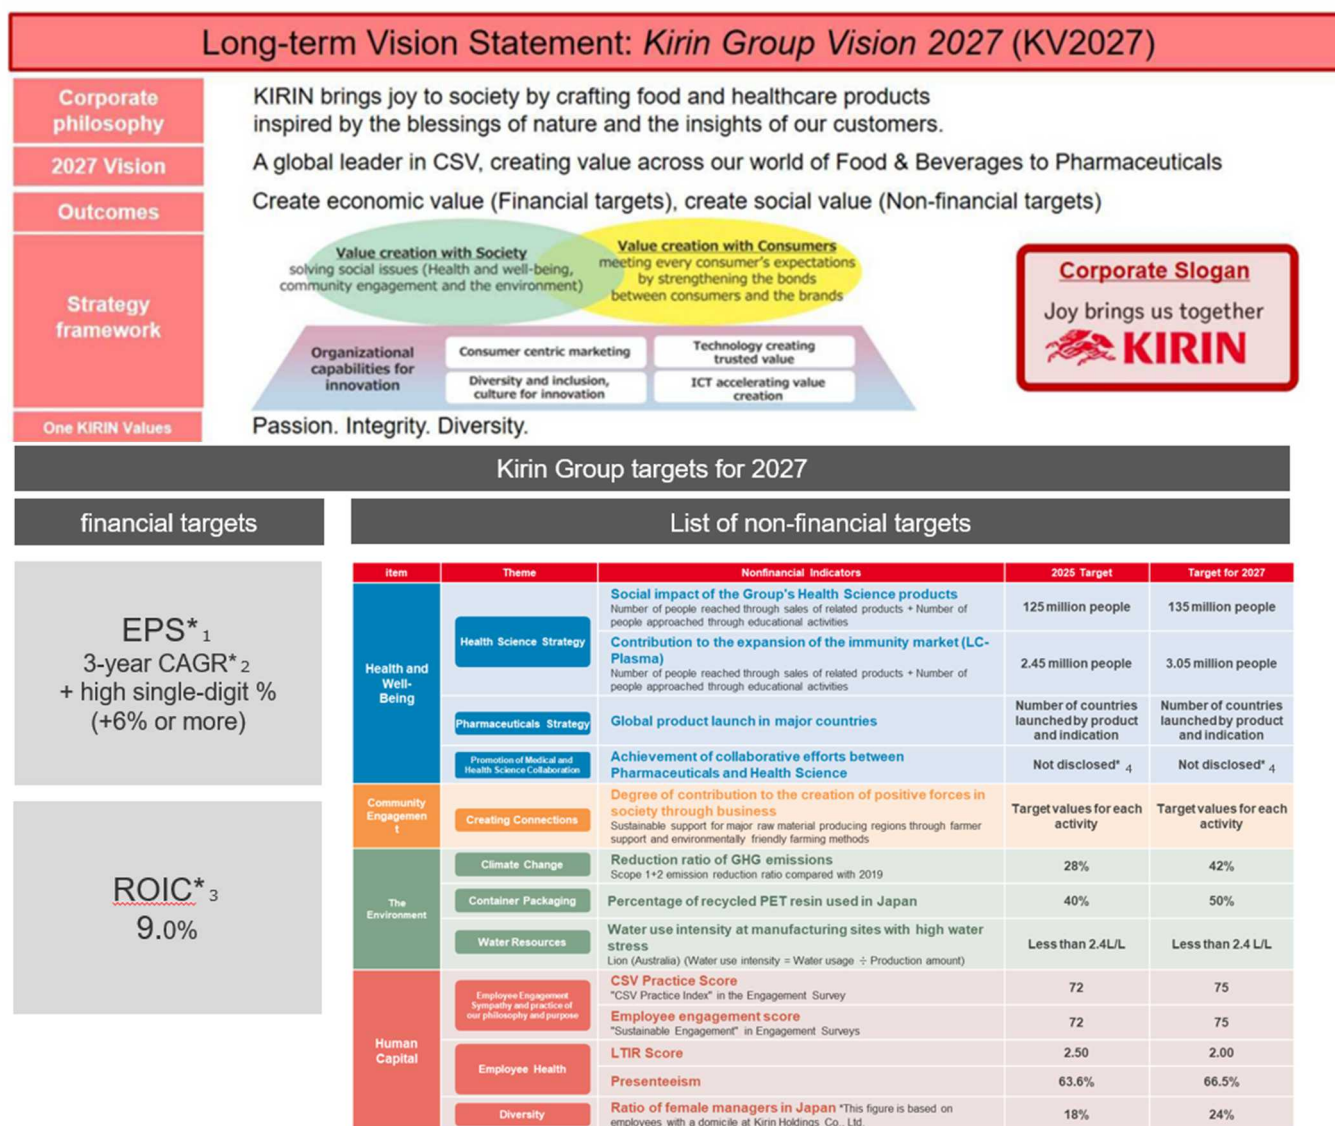 Long-term Vision Statement: Kirin Group Vision 2027 (KV2027)
Corporate
philosophy
KIRIN brings joy to society by crafting food and healthcare products
inspired by the blessings of nature and the insights of our customers.
2027 Vision
A global leader in CSV, creating value across our world of Food & Beverages to Pharmaceuticals
Outcomes
Create economic value (Financial targets), create social value (Non-financial targets)
Strategy
framework
Value creation with Society
solving social issues (Health and well-being,
community engagement and the environment)
Value creation with Consumers
meeting every consumer's expectations
by strengthening the bonds
between consumers and the brands
Organizational
capabilities for
innovation
Consumer centric marketing
Technology creating
trusted value
Diversity and inclusion,
culture for innovation
ICT accelerating value
creation
Corporate Slogan
Joy brings us together
KIRIN
One KIRIN Values
Passion. Integrity. Diversity.
Kirin Group targets for 2027
financial targets
EPS* 1
3-year CAGR* 2
+ high single-digit %
(+6% or more)
ROIC* 3
9.0%
List of non-financial targets
item Theme Nonfinancial Indicators 2025 Target Target for 2027
Health and
Well-
Being
Health Science Strategy
Social impact of the Group's Health Science products
Number of people reached through sales of related products + Number of
people approached through educational activities
125 million people
135 million people
Contribution to the expansion of the immunity market (LC-
Plasma)
Number of people reached through sales of related products + Number of
people approached through educational activities
2.45 million people
3.05 million people
Pharmaceuticals Strategy
Global product launch in major countries
Number of countries
launched by product
and indication
Number of countries
launched by product
and indication
Promotion of Medical and
Health Science Collaboration
Achievement of collaborative efforts between
Pharmaceuticals and Health Science
Not disclosed* 4
Not disclosed* 4
Community
Engagemen
t
Creating Connections
Degree of contribution to the creation of positive forces in
society through business
Sustainable support for major raw material producing regions through farmer
support and environmentally friendly farming methods
Target values for each
activity
Target values for each
activity
The
Environment
Climate Change
Reduction ratio of GHG emissions
Scope 1+2 emission reduction ratio compared with 2019
28%
42%
Container Packaging
Percentage of recycled PET resin used in Japan
40%
50%
Water Resources
Water use intensity at manufacturing sites with high water
stress
Lion (Australia) (Water use intensity = Water usage ÷ Production amount)
Less than 2.4L/L
Less than 2.4 L/L
Human
Capital
Employee Engagement
Sympathy and practice of
our philosophy and purpose
CSV Practice Score
"CSV Practice Index" in the Engagement Survey
72
75
Employee engagement score
"Sustainable Engagement" in Engagement Surveys
72
75
Employee Health
LTIR Score
2.50
2.00
Presenteeism
63.6%
66.5%
Diversity
Ratio of female managers in Japan *This figure is based on
employees with a domicile at Kirin Holdings Co., Ltd.
18%
24%